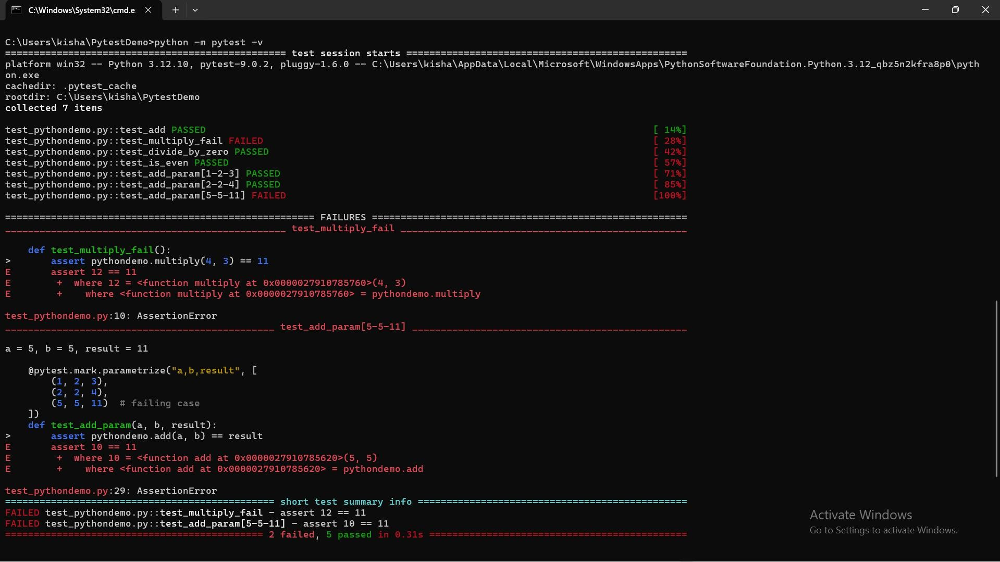 C:\Windows\System32\cmd.e
C:\Users\kisha\PytestDemo>python -m pytest -v
================================================= test session starts =================================================
platform win32 -- Python 3.12.10, pytest-9.0.2, pluggy-1.6.0 -- C:\Users\kisha\AppData\Local\Microsoft\WindowsApps\PythonSoftwareFoundation.Python.3.12_qbz5n2kfra8p0\pyth
on.exe
cachedir: .pytest_cache
rootdir: C:\Users\kisha\PytestDemo
collected 7 items
test_pythondemo.py::test_add PASSED [ 14%]
test_pythondemo.py::test_multiply_fail FAILED [ 28%]
test_pythondemo.py::test_divide_by_zero PASSED [ 42%]
test_pythondemo.py::test_is_even PASSED [ 57%]
test_pythondemo.py::test_add_param[1-2-3] PASSED [ 71%]
test_pythondemo.py::test_add_param[2-2-4] PASSED [ 85%]
test_pythondemo.py::test_add_param[5-5-11] FAILED [100%]
====================================================== FAILURES =======================================================
_________________________________________________ test_multiply_fail __________________________________________________
    def test_multiply_fail():
>       assert pythondemo.multiply(4, 3) == 11
E       assert 12 == 11
E        +  where 12 = <function multiply at 0x0000027910785760>(4, 3)
E        +    where <function multiply at 0x0000027910785760> = pythondemo.multiply
test_pythondemo.py:10: AssertionError
_______________________________________________ test_add_param[5-5-11] ________________________________________________
a = 5, b = 5, result = 11
    @pytest.mark.parametrize("a,b,result", [
        (1, 2, 3),
        (2, 2, 4),
        (5, 5, 11)  # failing case
    ])
    def test_add_param(a, b, result):
>       assert pythondemo.add(a, b) == result
E       assert 10 == 11
E        +  where 10 = <function add at 0x0000027910785620>(5, 5)
E        +    where <function add at 0x0000027910785620> = pythondemo.add
test_pythondemo.py:29: AssertionError
=============================================== short test summary info ===============================================
FAILED test_pythondemo.py::test_multiply_fail - assert 12 == 11
FAILED test_pythondemo.py::test_add_param[5-5-11] - assert 10 == 11
============================================= 2 failed, 5 passed in 0.31s =============================================
Activate Windows
Go to Settings to activate Windows.